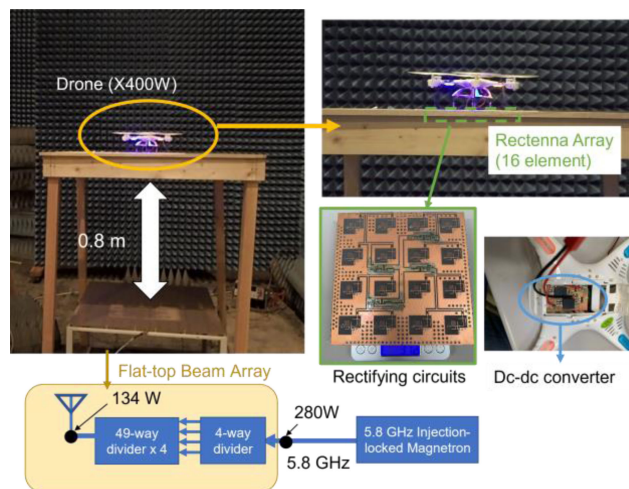 Drone (X400W)
Rectenna Array
(16 element)
0.8 m
Rectifying circuits
Dc-dc converter
Flat-top Beam Array
134 W
49-way
divider x 4
4-way
divider
280W
5.8 GHz
5.8 GHz Injection-
locked Magnetron